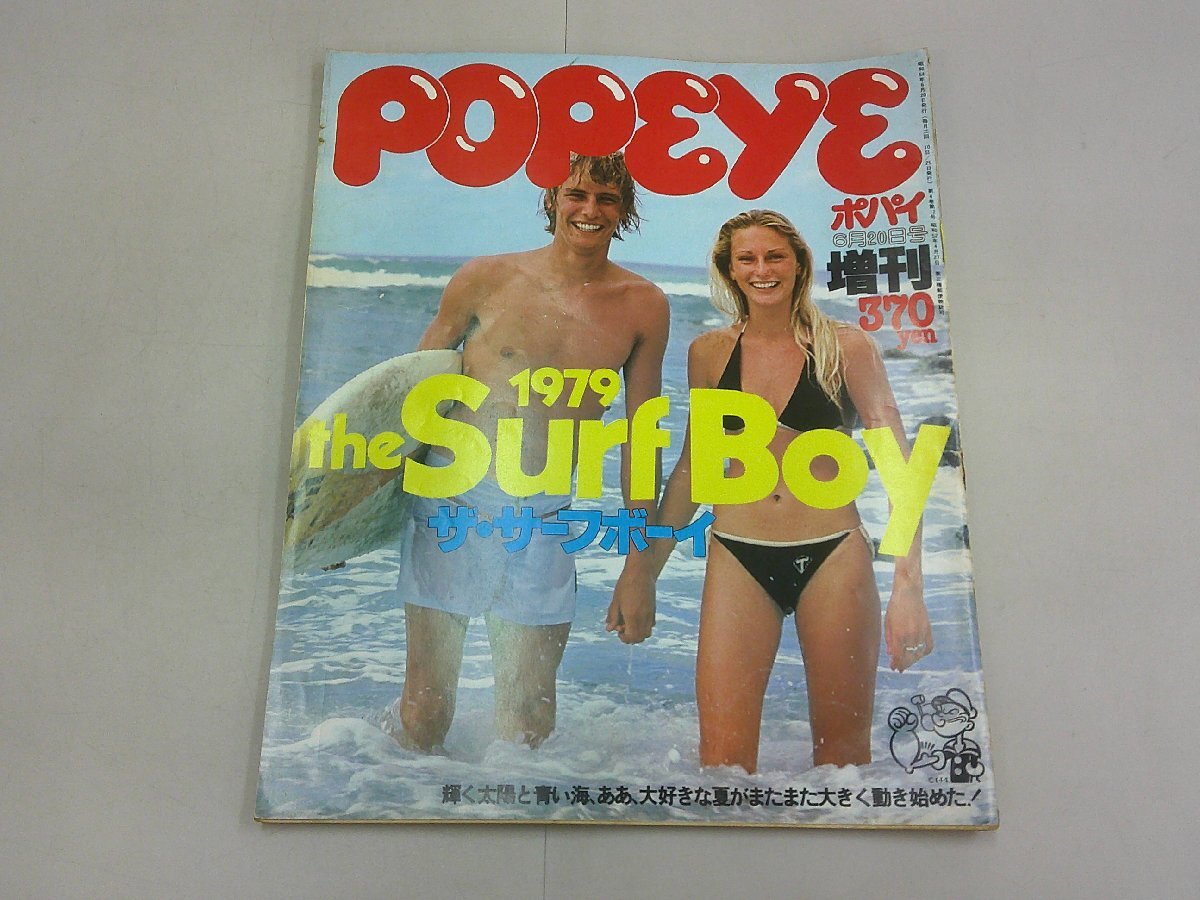 POPEYE
ポパイ
6月20日号
増刊
370
yen
1979
the Surf Boy
ザ・サーフボーイ
輝く太陽と青い海、ああ、大好きな夏がまたまた大きく動き始めた!